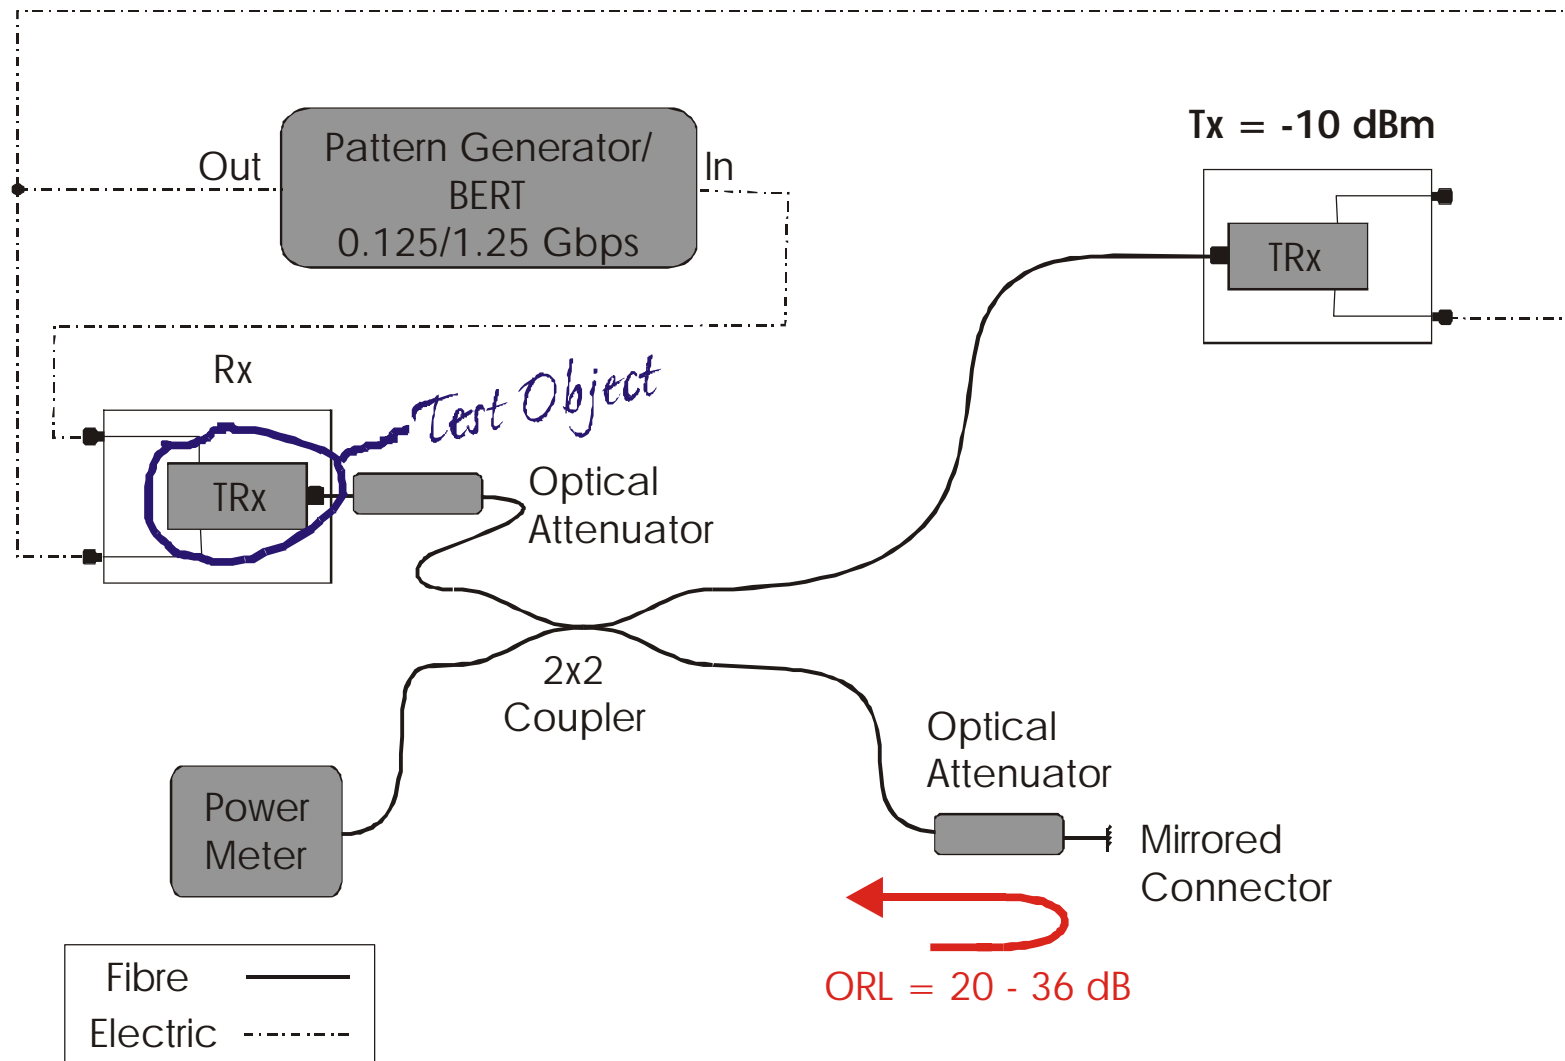 Tx = -10 dBm
Pattern Generator/
BERT
0.125/1.25 Gbps
Out
In
TRx
Rx
Test Object
TRx
Optical
Attenuator
2x2
Coupler
Optical
Attenuator
Power
Meter
Mirrored
Connector
ORL = 20 - 36 dB
Fibre
Electric